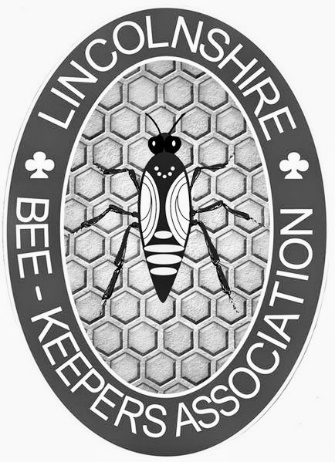 LINCOLNSHIRE
BEE-KEEPERS ASSOCIATION